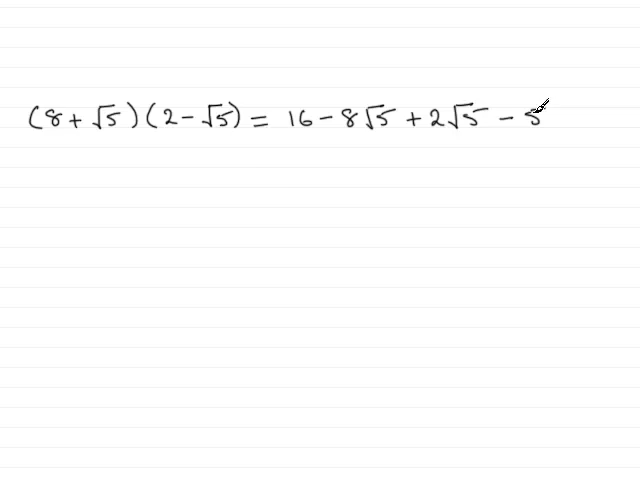 (8 + √5)(2 − √5) = 16 − 8√5 + 2√5 − 5